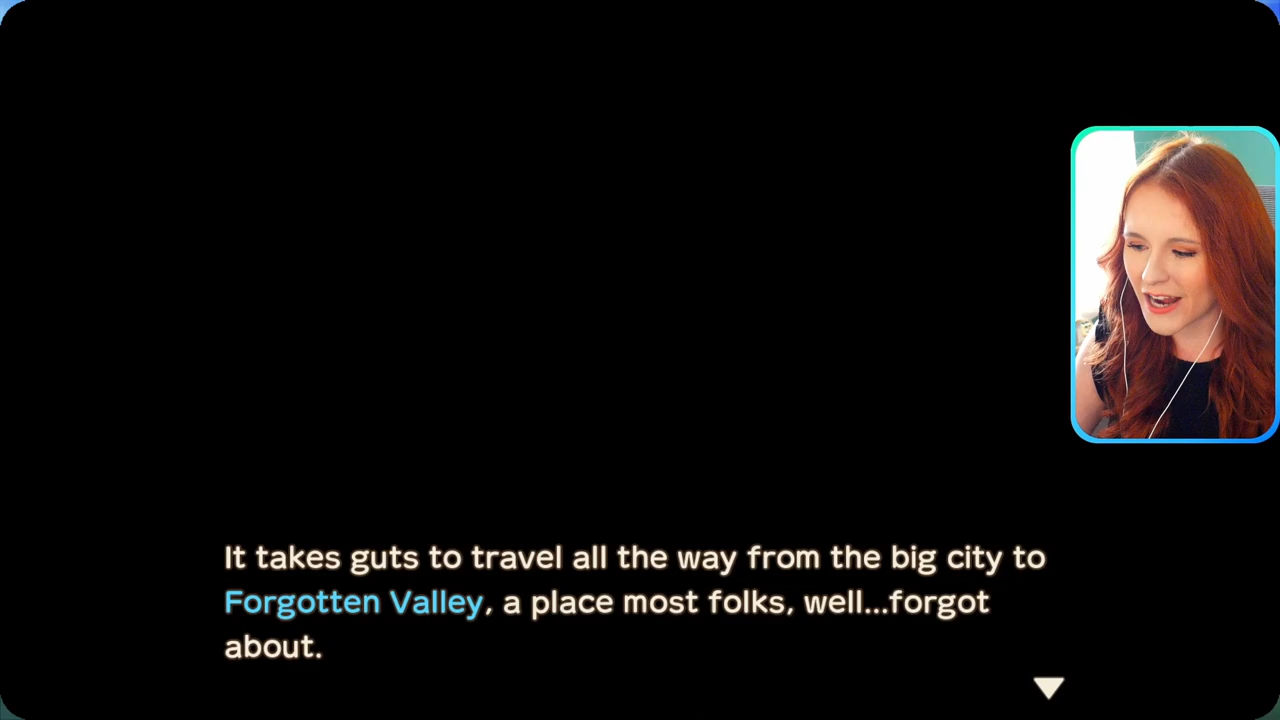 It takes guts to travel all the way from the big city to
Forgotten Valley, a place most folks, well...forgot
about.